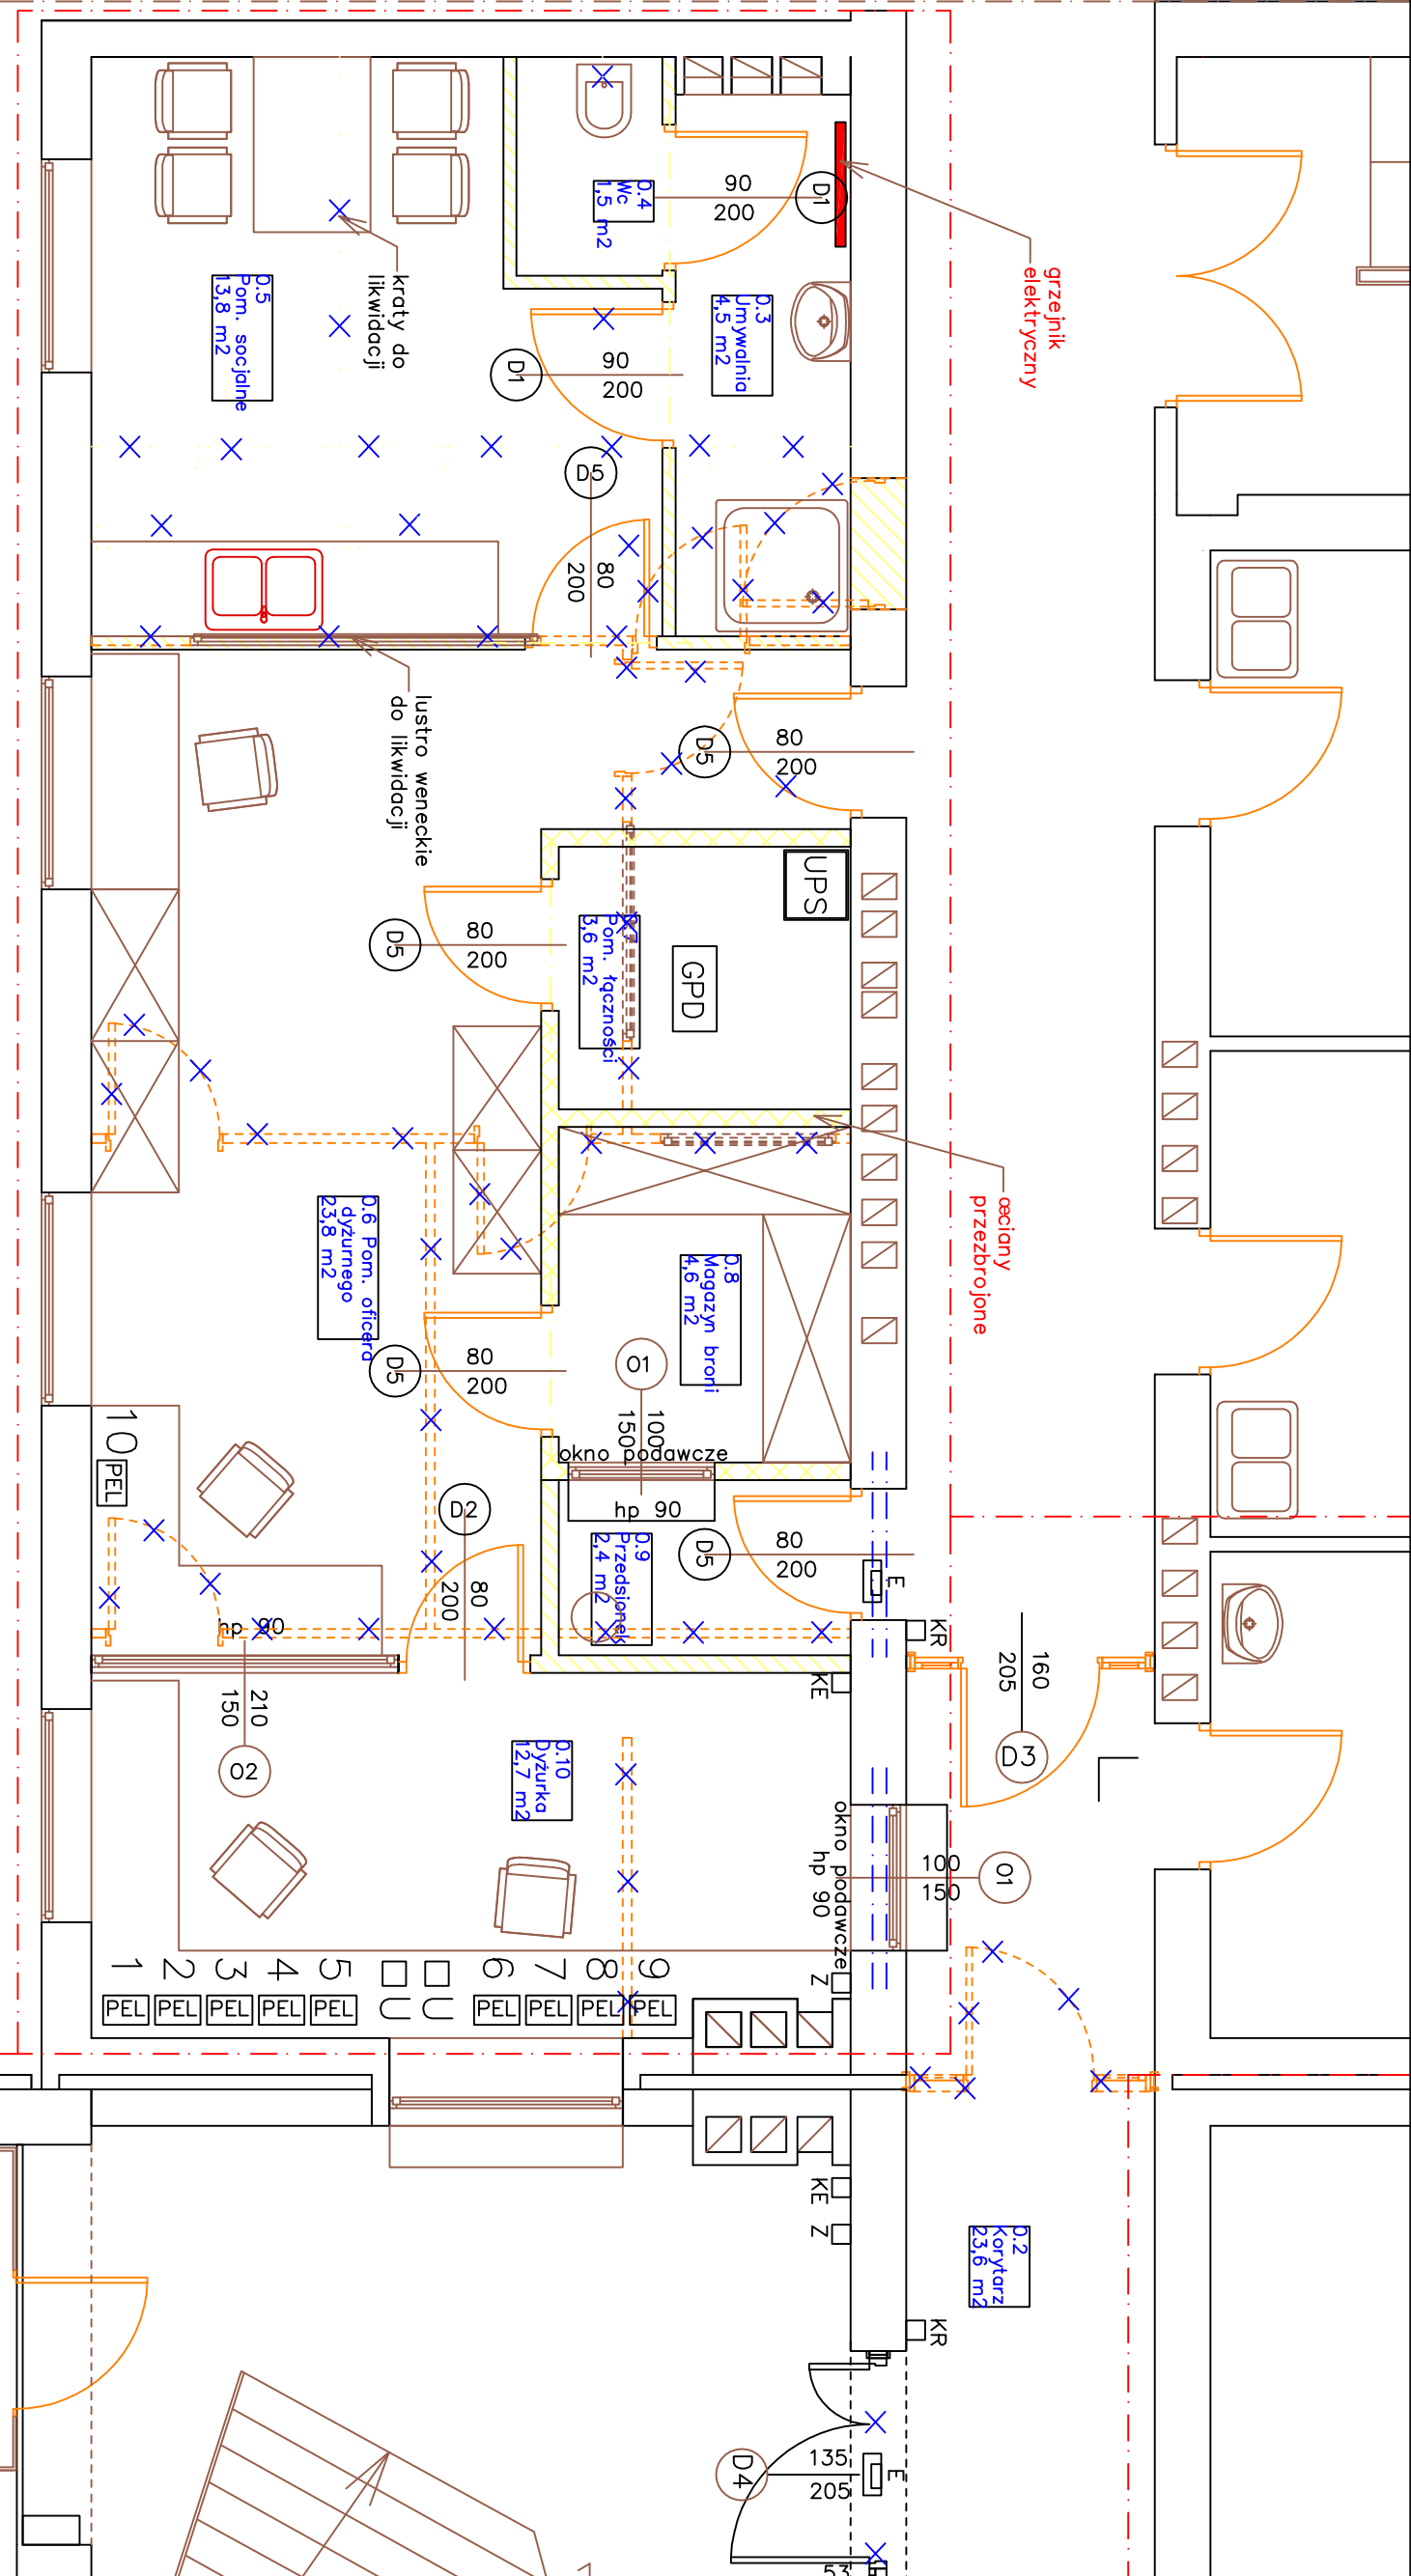 0.4
Wc
1,5 m2
90
200
D1
grzejnik
elektryczny
0.5
Pom. socjalne
13,8 m2
kraty do
likwidacji
0.3
Umywalnia
4,5 m2
D1
90
200
D5
80
200
lustro weneckie
do likwidacji
D5
80
200
UPS
D5
80
200
Pom. łączności
3,6 m2
GPD
œciany
przezbrojone
0.6 Pom. oficera
dyżurnego
23,8 m2
0.8
Magazyn broni
4,6 m2
D5
80
200
O1
100
150
okno podawcze
hp 90
10
PEL
D2
80
200
0.9
Przedsionek
2,4 m2
D5
80
200
E
KR
hp 90
KE
160
205
D3
210
150
O2
0.10
Dyżurka
12,7 m2
okno podawcze
hp 90
100
150
O1
Z
1
2
3
4
5
U
U
6
7
8
9
PEL
PEL
PEL
PEL
PEL
PEL
PEL
PEL
PEL
KE
Z
0.2
Korytarz
23,6 m2
KR
D4
135
205
E
53
1